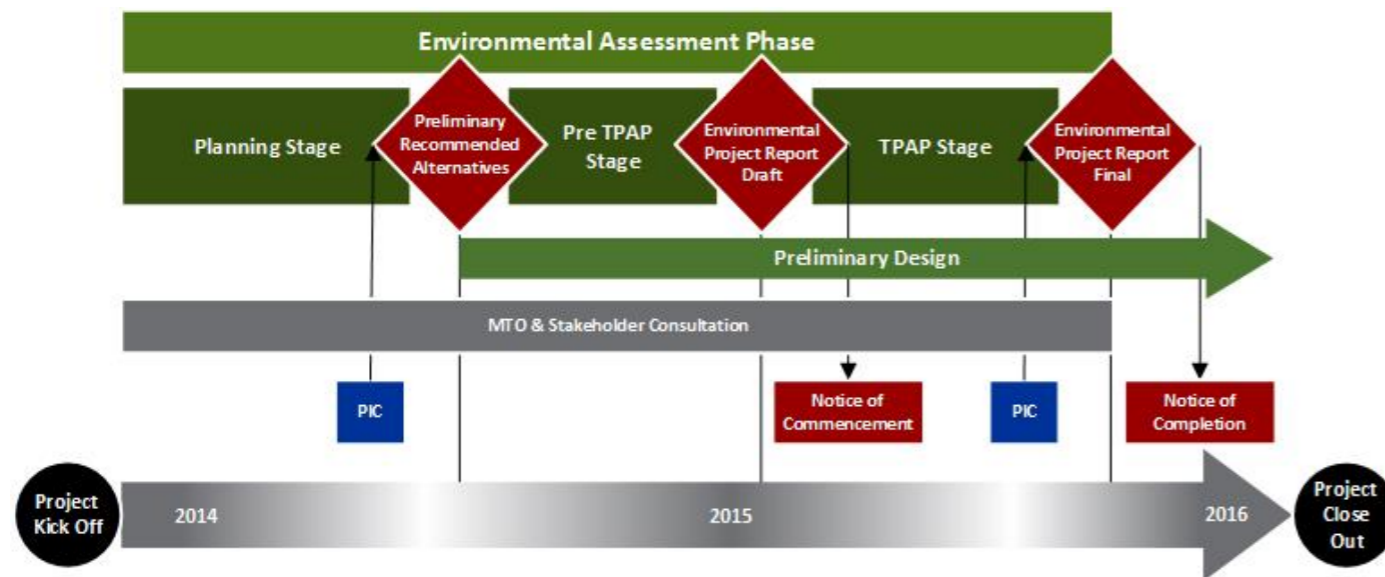 Environmental Assessment Phase
Planning Stage
Preliminary
Recommended
Alternatives
Pre TPAP
Stage
Environmental
Project Report
Draft
TPAP Stage
Environmental
Project Report
Final
Preliminary Design
MTO & Stakeholder Consultation
PIC
Notice of
Commencement
PIC
Notice of
Completion
Project
Kick Off
2014
2015
2016
Project
Close
Out